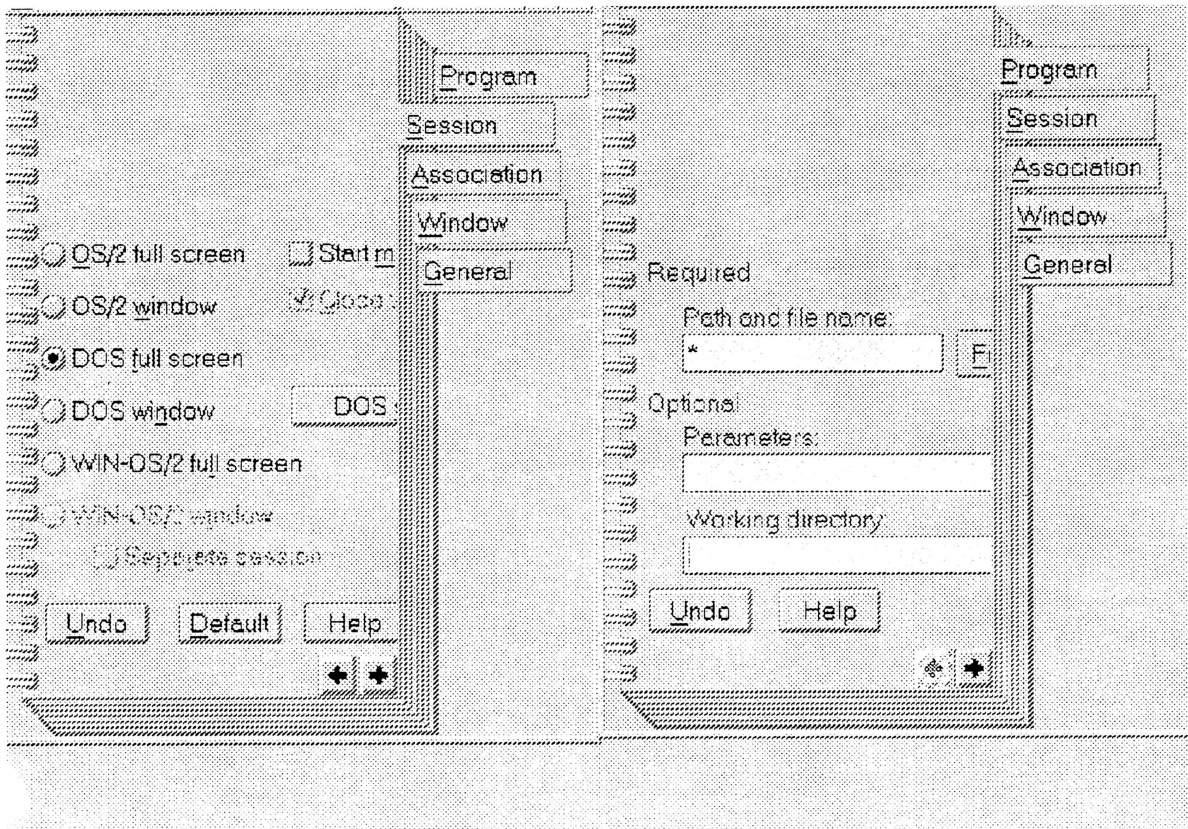 Program
Session
Association
Window
General
OS/2 full screen
Start m
OS/2 window
Close
DOS full screen
DOS window
DOS
WIN-OS/2 full screen
WIN-OS/2 window
Separate session
Undo
Default
Help
Program
Session
Association
Window
General
Required
Path and file name:
*
F
Optional
Parameters:
Working directory:
Undo
Help